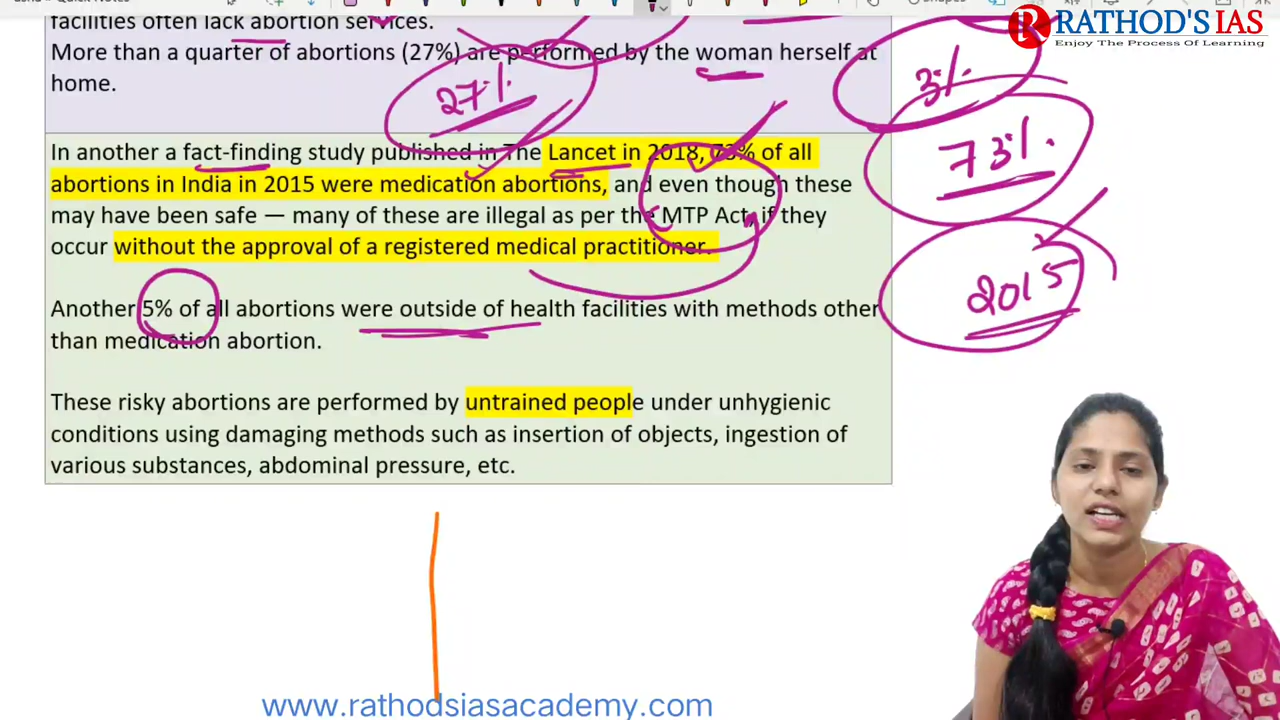 facilities often lack abortion services.
RATHOD'S IAS
Enjoy The Process Of Learning
More than a quarter of abortions (27%) are performed by the woman herself at
home.
27%
3%
73%
2015
In another a fact-finding study published in The Lancet in 2018, 73% of all
abortions in India in 2015 were medication abortions, and even though these
may have been safe — many of these are illegal as per the MTP Act, if they
occur without the approval of a registered medical practitioner.
Another 5% of all abortions were outside of health facilities with methods other
than medication abortion.
These risky abortions are performed by untrained people under unhygienic
conditions using damaging methods such as insertion of objects, ingestion of
various substances, abdominal pressure, etc.
www.rathodsiasacademy.com